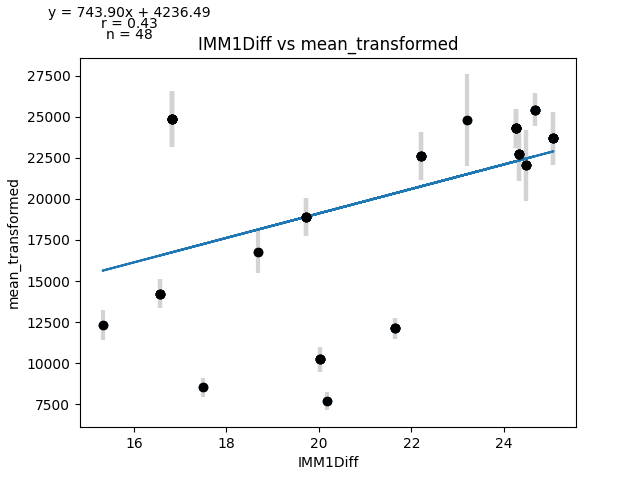 y = 743.90x + 4236.49
r = 0.43
n = 48
IMM1Diff vs mean_transformed
27500
25000
22500
20000
17500
15000
12500
10000
7500
mean_transformed
16 18 20 22 24
IMM1Diff